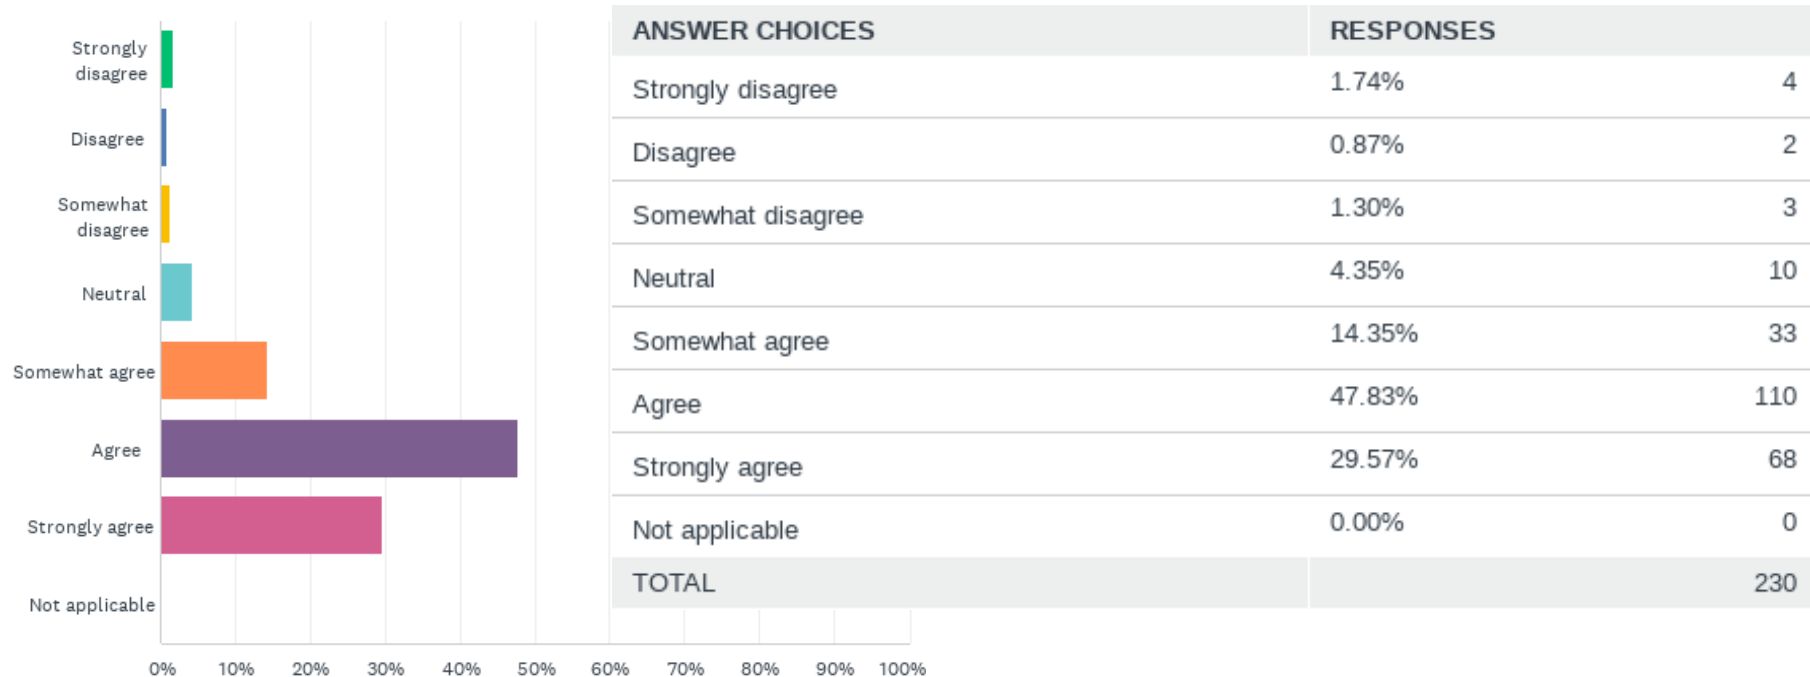 Strongly
disagree
Disagree
Somewhat
disagree
Neutral
Somewhat agree
Agree
Strongly agree
Not applicable
0% 10% 20% 30% 40% 50% 60% 70% 80% 90% 100%
ANSWER CHOICES RESPONSES
Strongly disagree 1.74% 4
Disagree 0.87% 2
Somewhat disagree 1.30% 3
Neutral 4.35% 10
Somewhat agree 14.35% 33
Agree 47.83% 110
Strongly agree 29.57% 68
Not applicable 0.00% 0
TOTAL 230